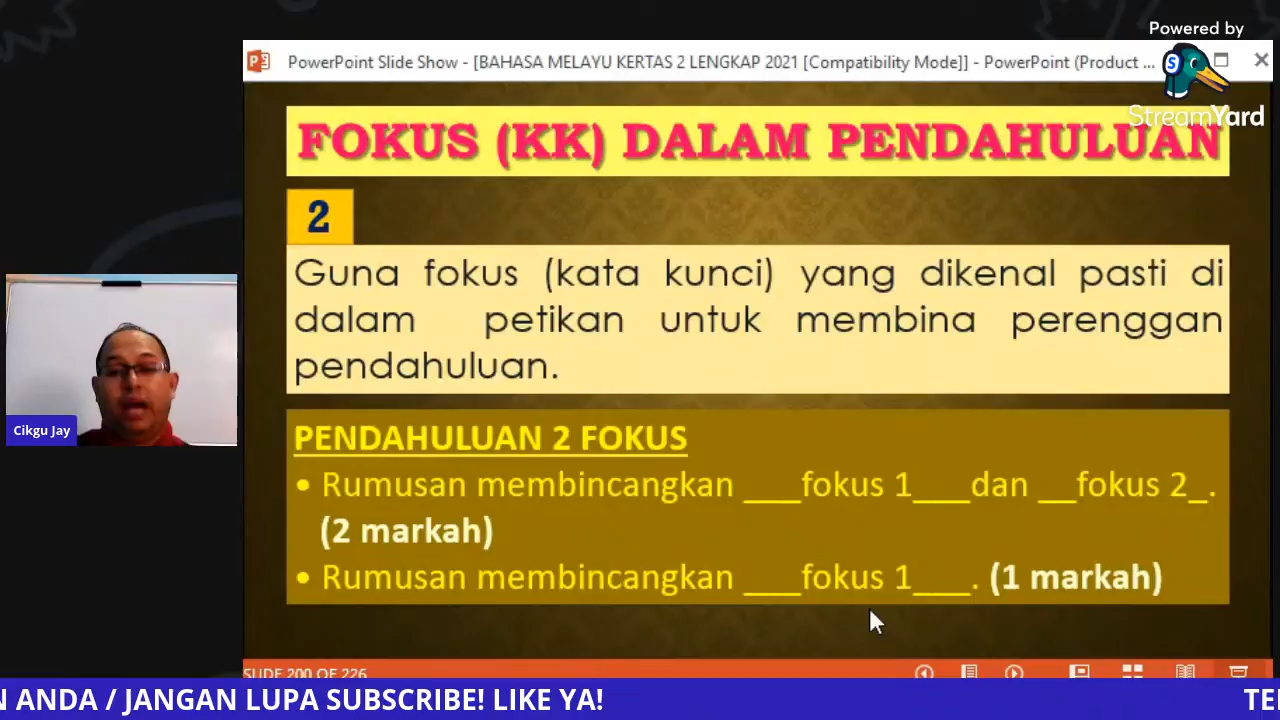 Powered by
StreamYard
PowerPoint Slide Show - [BAHASA MELAYU KERTAS 2 LENGKAP 2021 [Compatibility Mode]] - PowerPoint (Product ...
FOKUS (KK) DALAM PENDAHULUAN
2
Guna fokus (kata kunci) yang dikenal pasti di
dalam petikan untuk membina perenggan
pendahuluan.
PENDAHULUAN 2 FOKUS
• Rumusan membincangkan ___fokus 1___dan __fokus 2_.
(2 markah)
• Rumusan membincangkan ___fokus 1___. (1 markah)
Cikgu Jay
SLIDE 200 OF 226
N ANDA / JANGAN LUPA SUBSCRIBE! LIKE YA!
TE